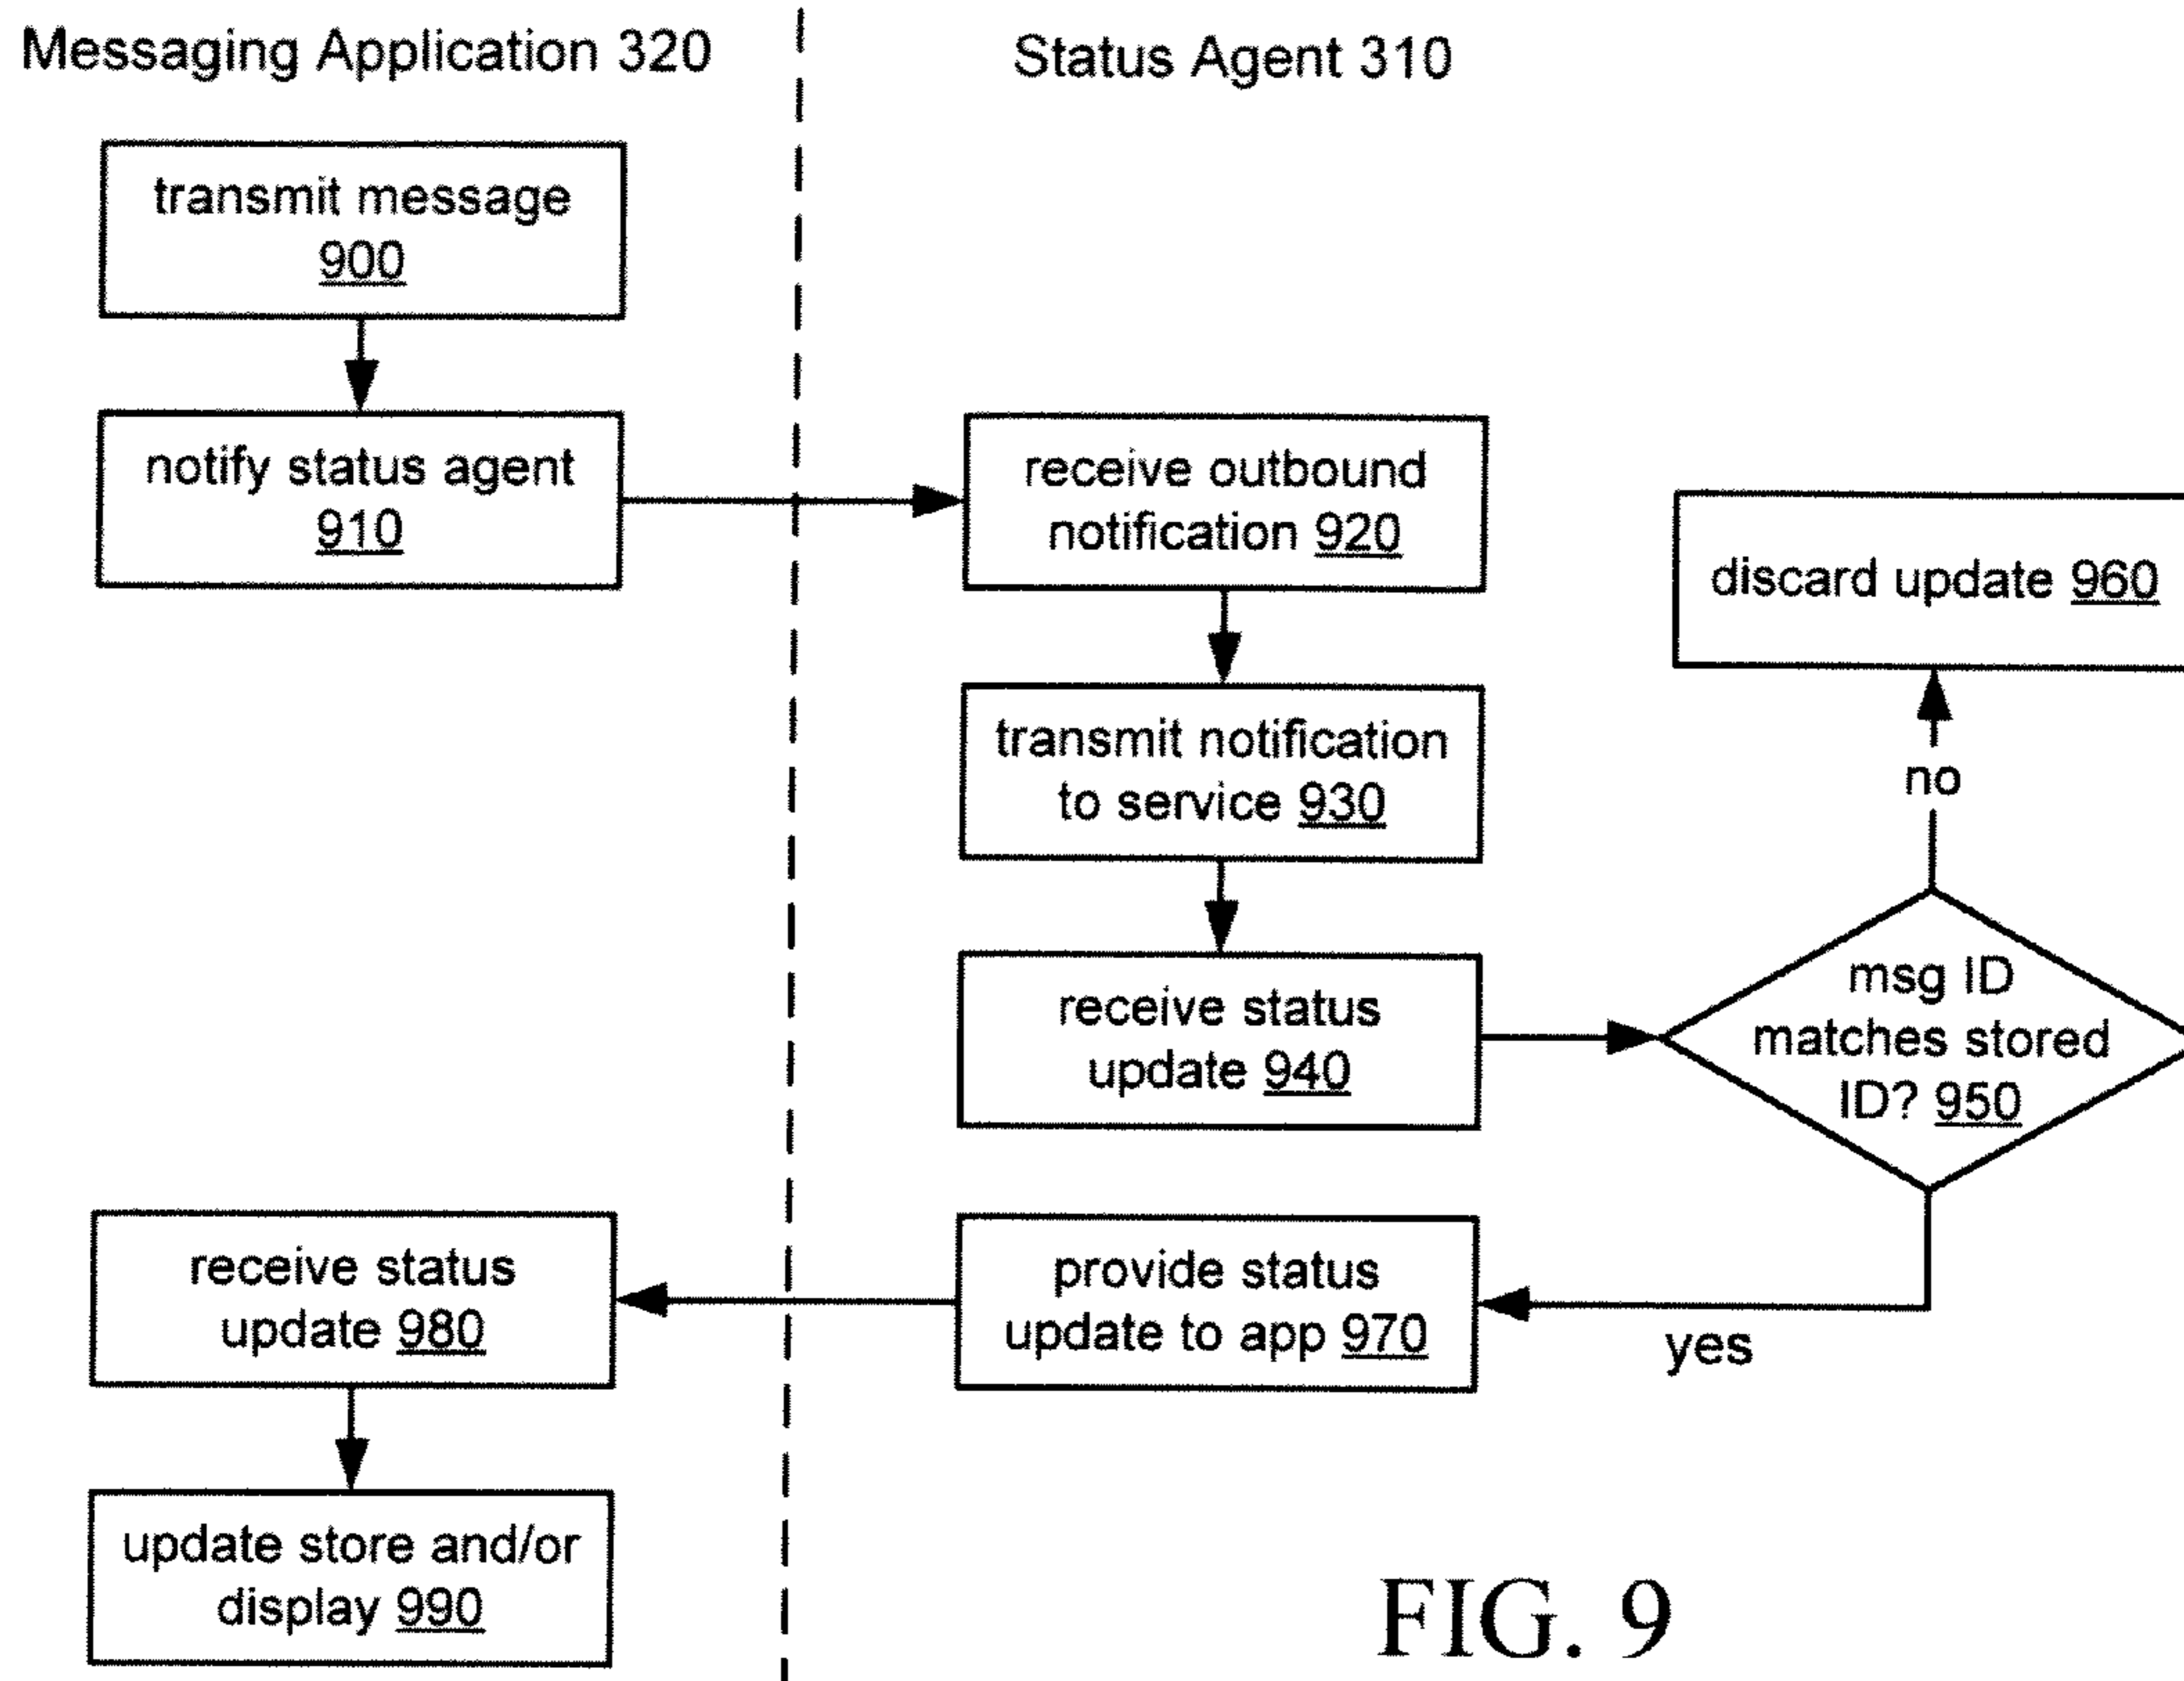 Messaging Application 320
Status Agent 310
transmit message
900
notify status agent
910
receive outbound
notification 920
discard update 960
transmit notification
to service 930
no
receive status
update 940
msg ID
matches stored
ID? 950
receive status
update 980
provide status
update to app 970
yes
update store and/or
display 990
FIG. 9